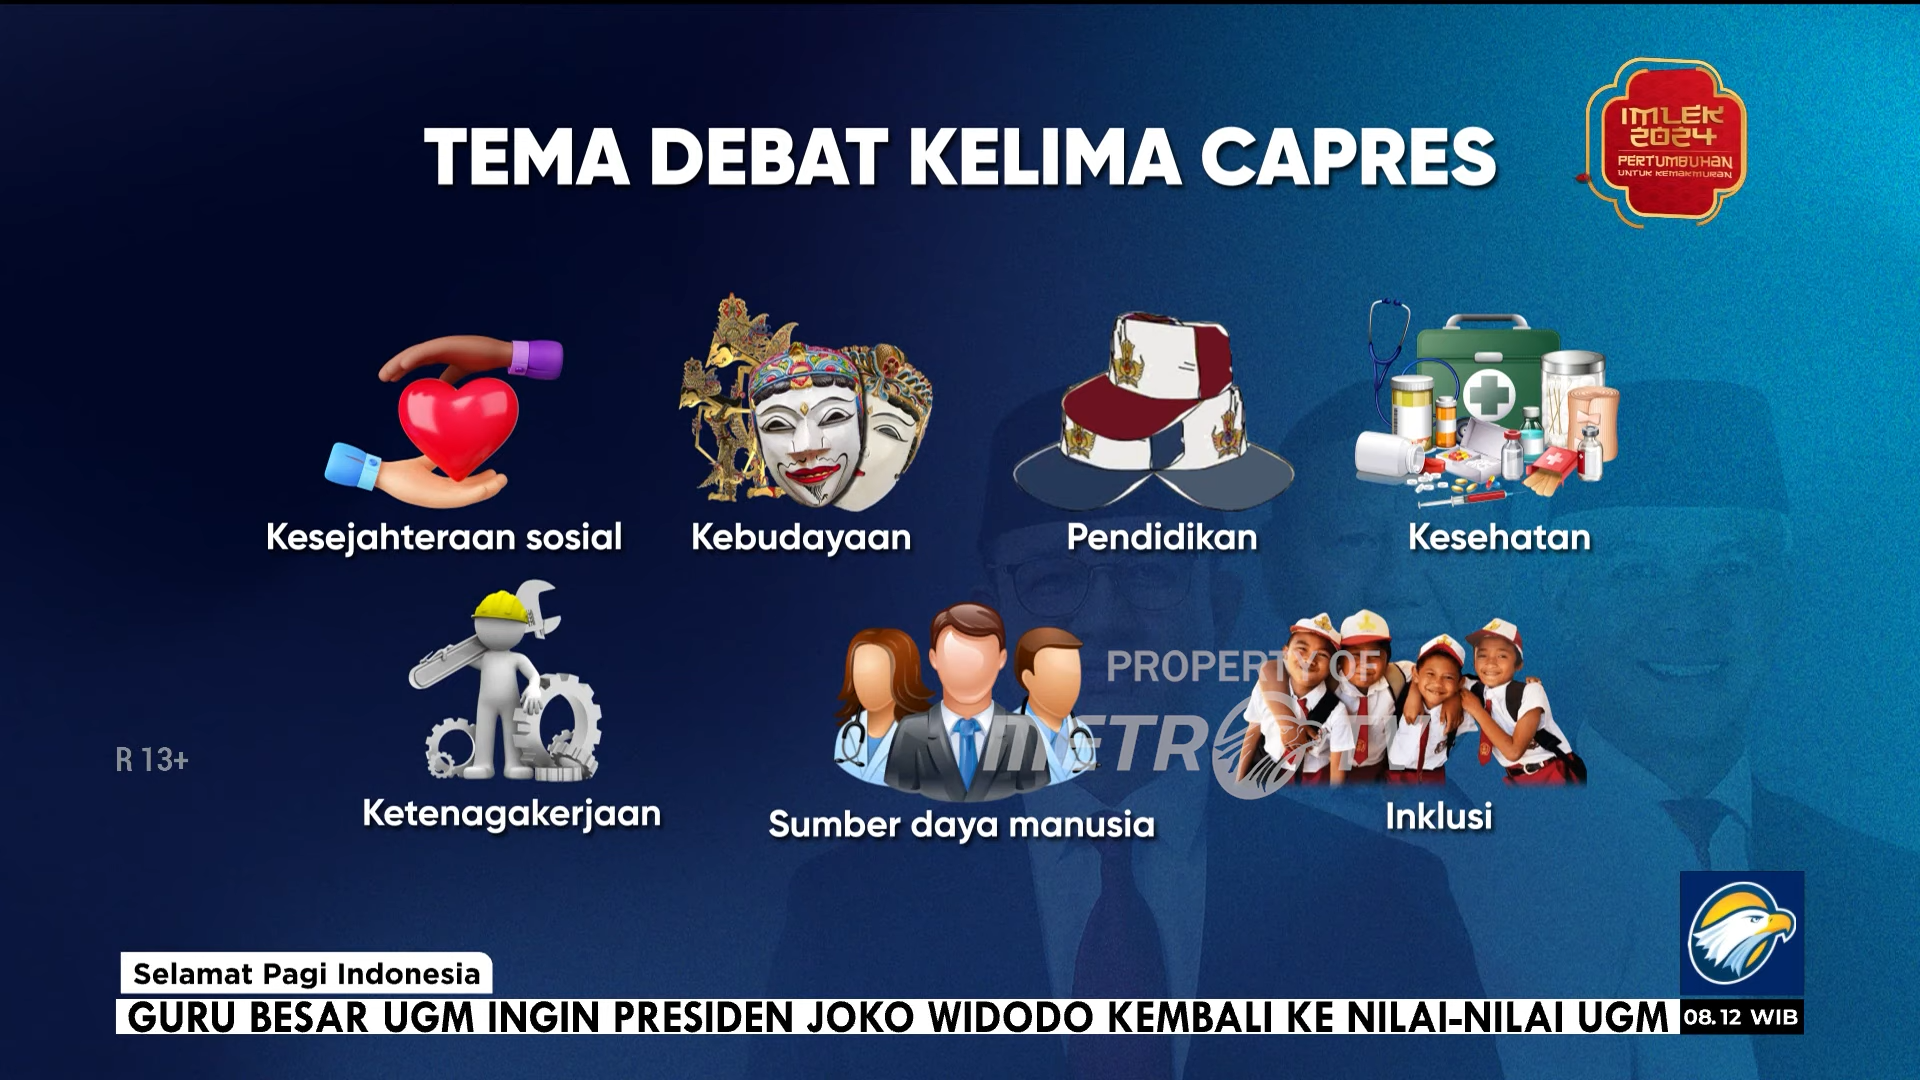 TEMA DEBAT KELIMA CAPRES
IMLEK
2024
PERTUMBUHAN
UNTUK KEMAKMURAN
Kesejahteraan sosial
Kebudayaan
Pendidikan
Kesehatan
Ketenagakerjaan
Sumber daya manusia
Inklusi
PROPERTY OF
METRO TV
R 13+
Selamat Pagi Indonesia
GURU BESAR UGM INGIN PRESIDEN JOKO WIDODO KEMBALI KE NILAI-NILAI UGM
08.12 WIB